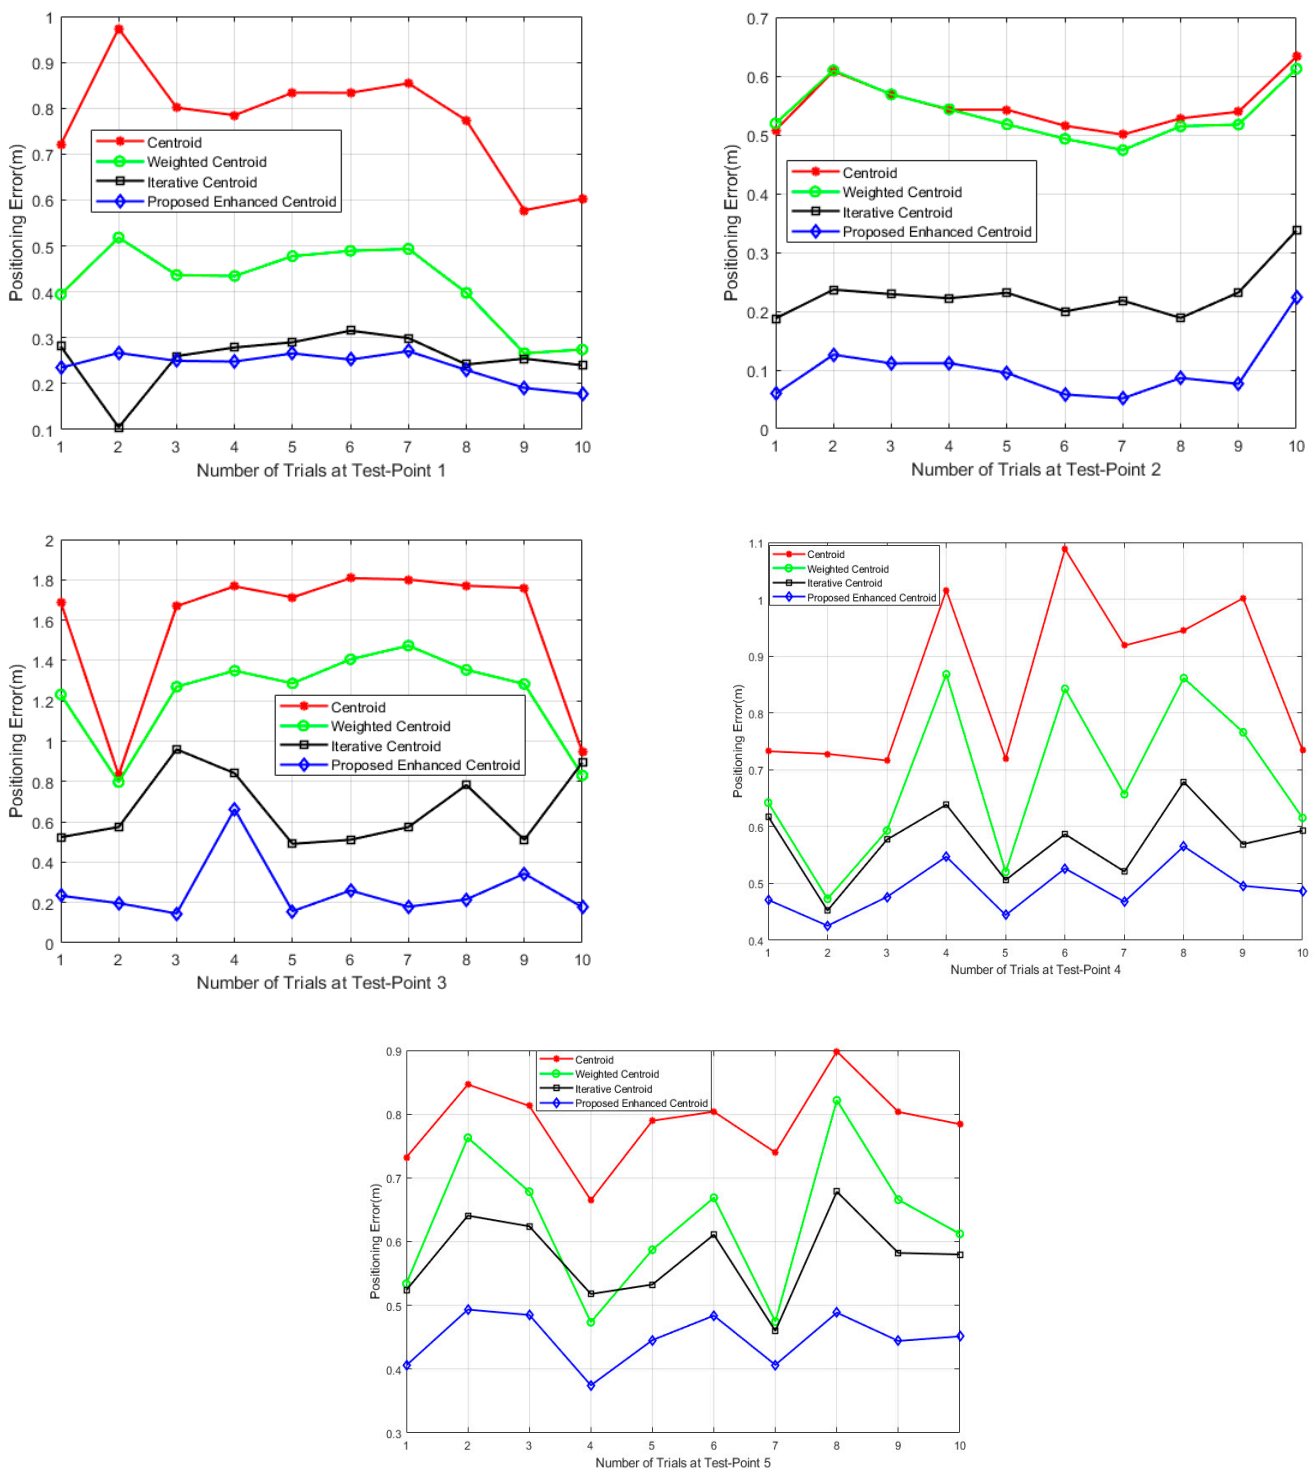 1
0.9
0.8
0.7
0.6
0.5
0.4
0.3
0.2
0.1
Positioning Error(m)
Centroid
Weighted Centroid
Iterative Centroid
Proposed Enhanced Centroid
1 2 3 4 5 6 7 8 9 10
Number of Trials at Test-Point 1
0.7
0.6
0.5
0.4
0.3
0.2
0.1
0
Positioning Error(m)
Centroid
Weighted Centroid
Iterative Centroid
Proposed Enhanced Centroid
1 2 3 4 5 6 7 8 9 10
Number of Trials at Test-Point 2
2
1.8
1.6
1.4
1.2
1
0.8
0.6
0.4
0.2
0
Positioning Error(m)
Centroid
Weighted Centroid
Iterative Centroid
Proposed Enhanced Centroid
1 2 3 4 5 6 7 8 9 10
Number of Trials at Test-Point 3
1.1
1
0.9
0.8
0.7
0.6
0.5
0.4
Positioning Error(m)
Centroid
Weighted Centroid
Iterative Centroid
Proposed Enhanced Centroid
1 2 3 4 5 6 7 8 9 10
Number of Trials at Test-Point 4
0.9
0.8
0.7
0.6
0.5
0.4
0.3
Positioning Error(m)
Centroid
Weighted Centroid
Iterative Centroid
Proposed Enhanced Centroid
1 2 3 4 5 6 7 8 9 10
Number of Trials at Test-Point 5